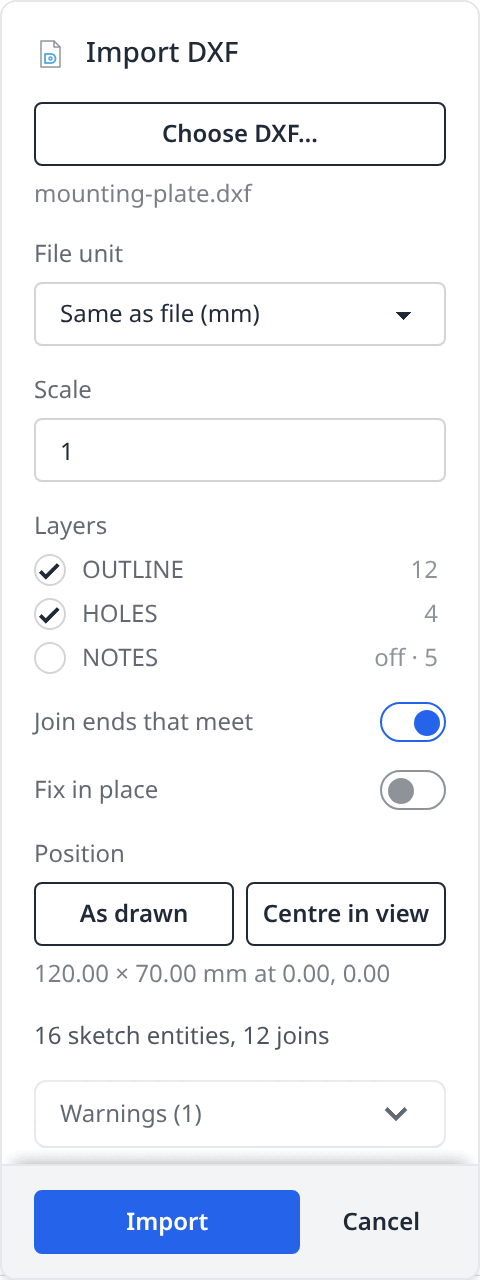 Import DXF
Choose DXF...
mounting-plate.dxf
File unit
Same as file (mm)
Scale
1
Layers
OUTLINE 12
HOLES 4
NOTES off · 5
Join ends that meet
Fix in place
Position
As drawn Centre in view
120.00 × 70.00 mm at 0.00, 0.00
16 sketch entities, 12 joins
Warnings (1)
Import Cancel